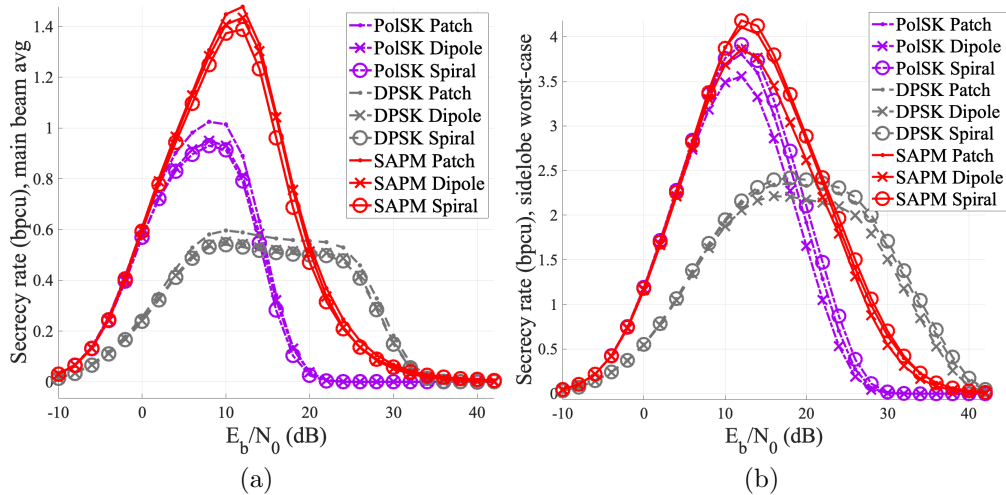 Secrecy rate (bpcu), main beam avg
1.4
1.2
1
0.8
0.6
0.4
0.2
0
-10
0
10
20
30
40
E_b/N_0 (dB)
PolSK Patch
PolSK Dipole
PolSK Spiral
DPSK Patch
DPSK Dipole
DPSK Spiral
SAPM Patch
SAPM Dipole
SAPM Spiral
(a)
Secrecy rate (bpcu), sidelobe worst-case
4
3.5
3
2.5
2
1.5
1
0.5
0
-10
0
10
20
30
40
E_b/N_0 (dB)
PolSK Patch
PolSK Dipole
PolSK Spiral
DPSK Patch
DPSK Dipole
DPSK Spiral
SAPM Patch
SAPM Dipole
SAPM Spiral
(b)